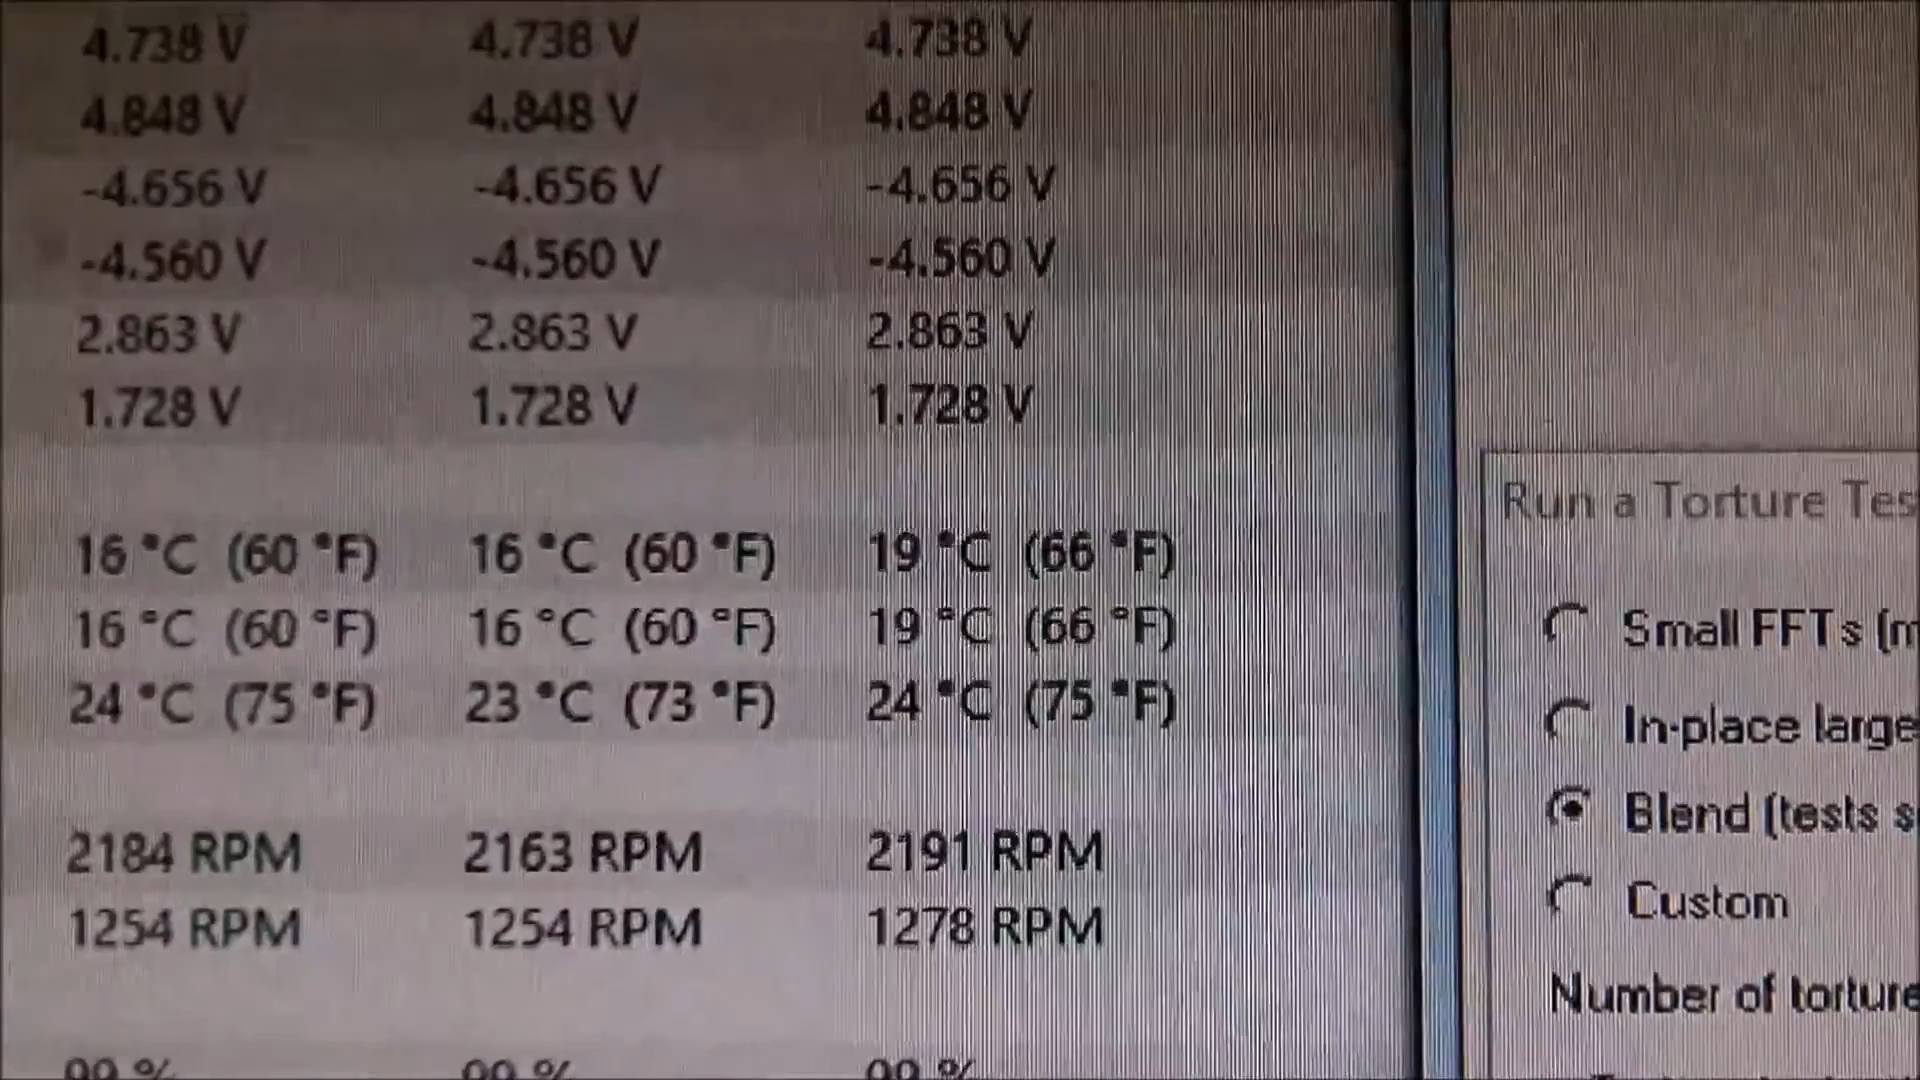 4.738 V 4.738 V 4.738 V
4.848 V 4.848 V 4.848 V
-4.656 V -4.656 V -4.656 V
-4.560 V -4.560 V -4.560 V
2.863 V 2.863 V 2.863 V
1.728 V 1.728 V 1.728 V
16 °C (60 °F) 16 °C (60 °F) 19 °C (66 °F)
16 °C (60 °F) 16 °C (60 °F) 19 °C (66 °F)
24 °C (75 °F) 23 °C (73 °F) 24 °C (75 °F)
2184 RPM 2163 RPM 2191 RPM
1254 RPM 1254 RPM 1278 RPM
Run a Torture Tes
Small FFTs (m
In-place large
Blend (tests s
Custom
Number of torture